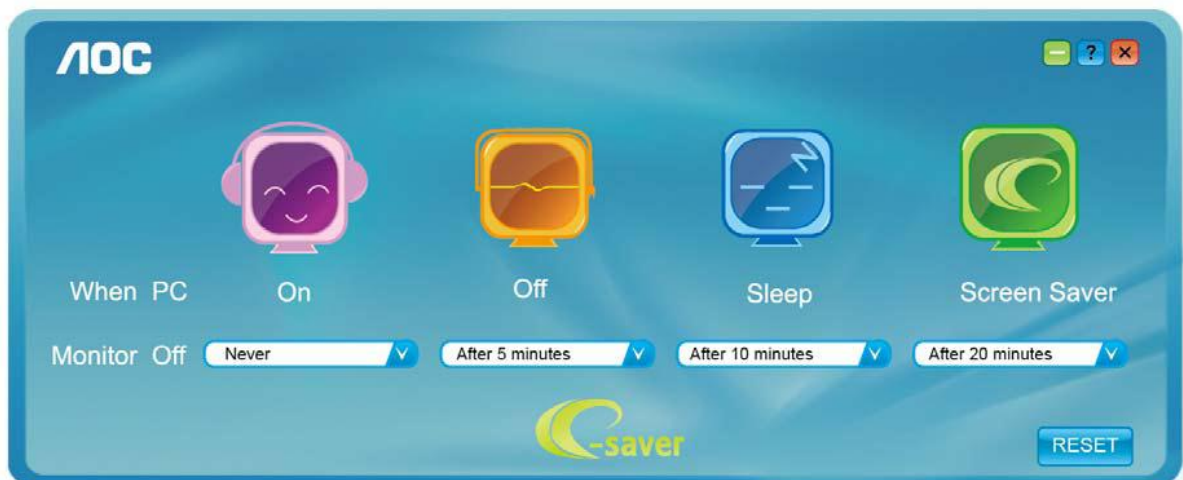 AOC
?
When PC On Off Sleep Screen Saver
Monitor Off Never After 5 minutes After 10 minutes After 20 minutes
e-saver
RESET